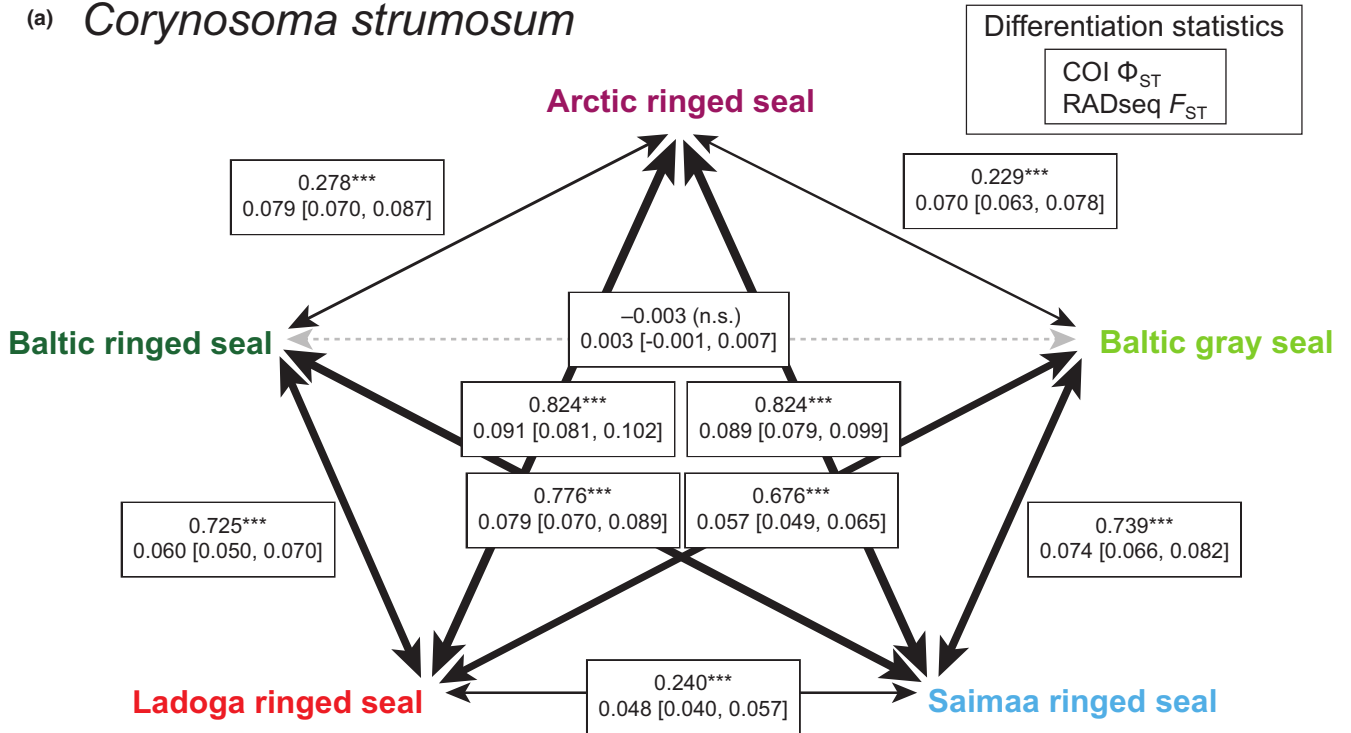 (a) Corynosoma strumosum
Differentiation statistics
COI ΦST
RADseq FST
Arctic ringed seal
0.278***
0.079 [0.070, 0.087]
0.229***
0.070 [0.063, 0.078]
–0.003 (n.s.)
0.003 [-0.001, 0.007]
Baltic ringed seal
Baltic gray seal
0.824***
0.091 [0.081, 0.102]
0.824***
0.089 [0.079, 0.099]
0.776***
0.079 [0.070, 0.089]
0.676***
0.057 [0.049, 0.065]
0.725***
0.060 [0.050, 0.070]
0.739***
0.074 [0.066, 0.082]
Ladoga ringed seal
0.240***
0.048 [0.040, 0.057]
Saimaa ringed seal